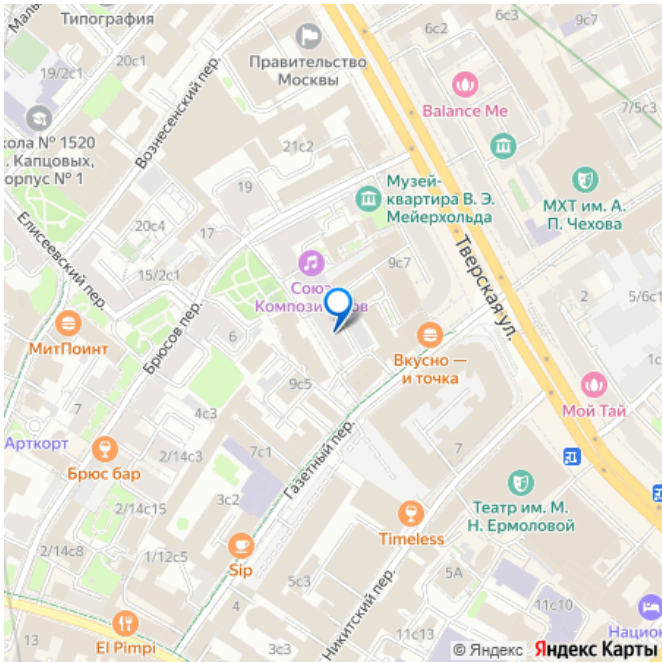 Малы
Типография
6с2
6с3
9с7
20с1
19/2с1
Правительство
Москвы
Balance Me
7/5с3
Вознесенский пер.
кола № 1520
. Капцовых,
орпус № 1
21с2
19
Музей-
квартира В. Э.
Мейерхольда
МХТ им. А.
П. Чехова
20с4
17
Елисеевский пер.
15/2с1
Союз
Композиторов
9с7
Тверская ул.
5/6с1
МитПоинт
Брюсов пер.
6
Вкусно —
и точка
9с5
Мой Тай
7
4с3
Арткорт
2/14с3
7с1
Газетный пер.
7
Брюс бар
3с2
Театр им. М.
Н. Ермоловой
2/14с15
Timeless
2/14с8
1/12с5
Sip
5с3
5А
Никитский пер.
4
11с10
13
El Pimpi
11с13
Национ
© Яндекс Яндекс Карты